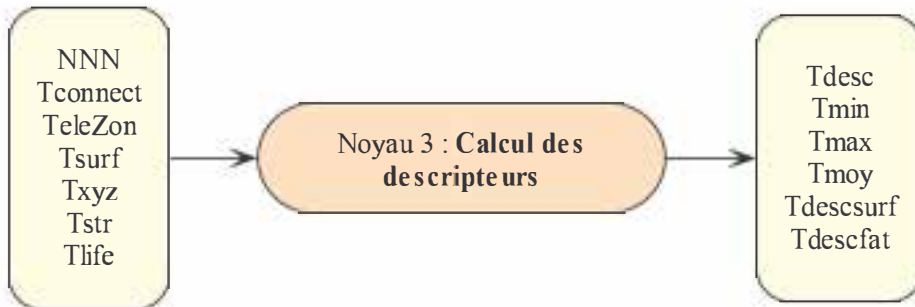 NNN
Tconnect
TeleZon
Tsurf
Txyz
Tstr
Tlife
Noyau 3 : Calcul des
descripteurs
Tdesc
Tmin
Tmax
Tmoy
Tdescsurf
Tdescfat